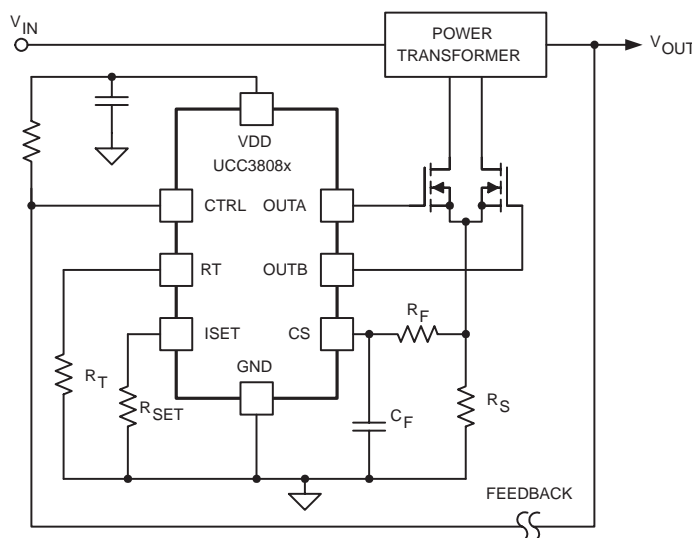 VIN
POWER
TRANSFORMER
VOUT
VDD
UCC3808x
CTRL
OUTA
RT
OUTB
ISET
CS
RF
GND
RT
RSET
CF
RS
FEEDBACK